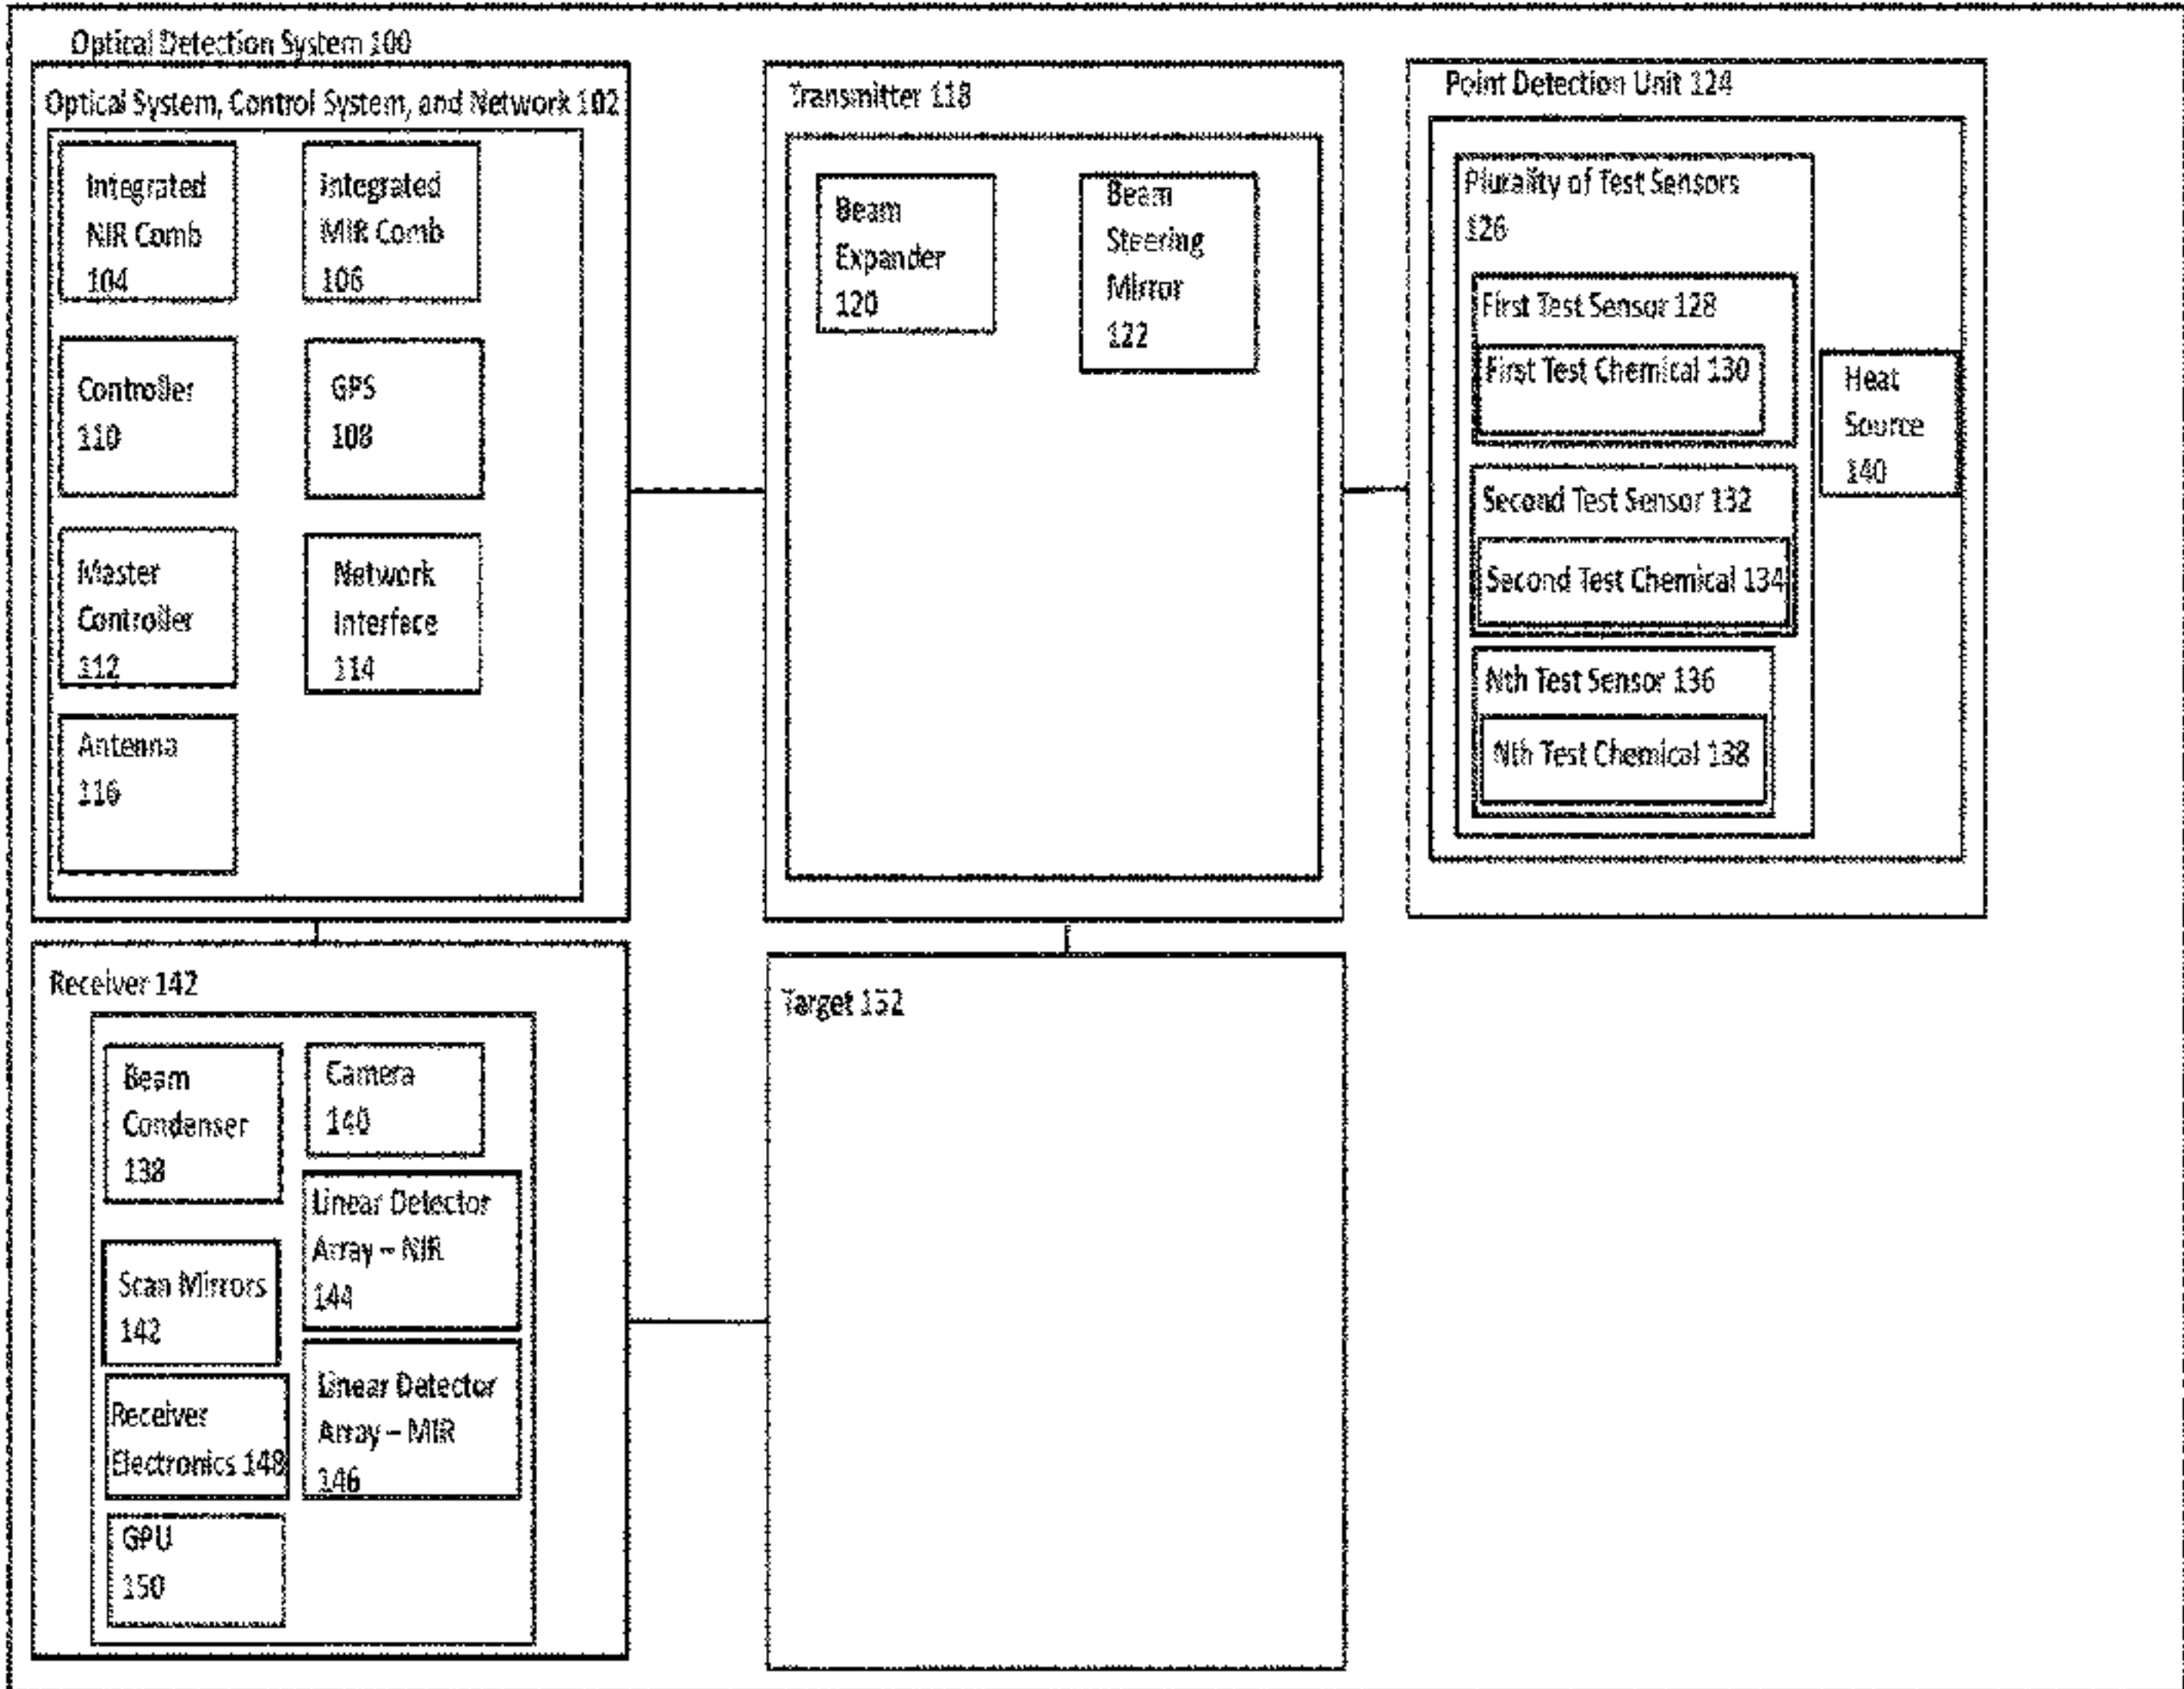 Optical Detection System 100
Optical System, Control System, and Network 102
Integrated
NIR Comb
104
Integrated
MIR Comb
106
Controller
110
GPS
108
Master
Controller
112
Network
Interface
114
Antenna
116
Transmitter 118
Beam
Expander
120
Beam
Steering
Mirror
122
Point Detection Unit 124
Plurality of Test Sensors
126
First Test Sensor 128
First Test Chemical 130
Second Test Sensor 132
Second Test Chemical 134
Nth Test Sensor 136
Nth Test Chemical 138
Heat
Source
140
Receiver 142
Beam
Condenser
138
Camera
140
Linear Detector
Array – NIR
144
Scan Mirrors
142
Linear Detector
Array – MIR
146
Receiver
Electronics 148
GPU
150
Target 152